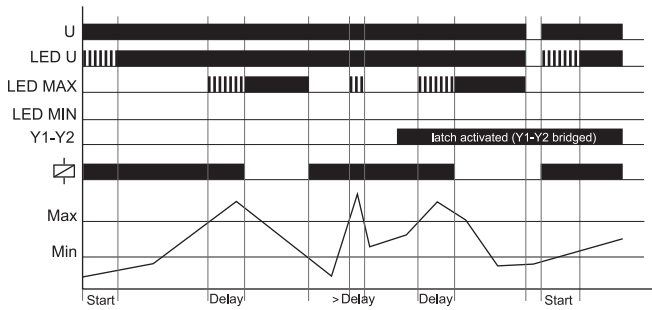 U
LED U
LED MAX
LED MIN
Y1-Y2
latch activated (Y1-Y2 bridged)
Max
Min
Start
Delay
>Delay
Delay
Start